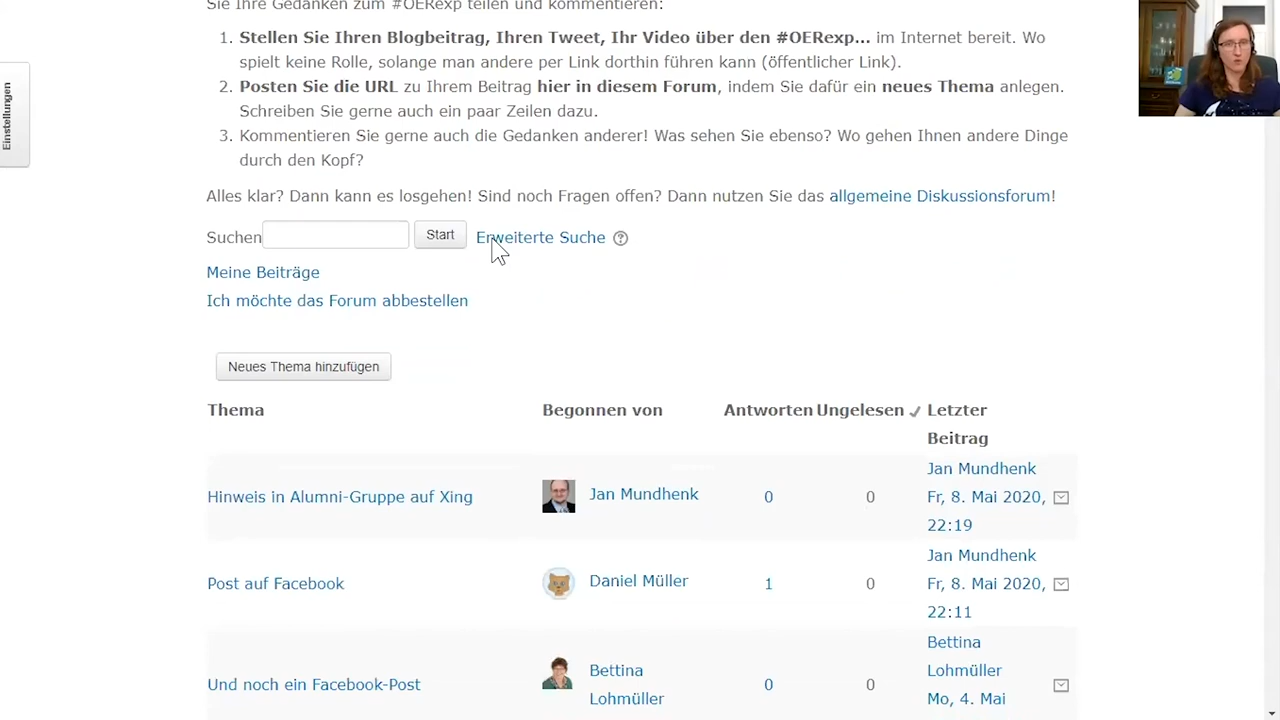 Sie Ihre Gedanken zum #OERexp teilen und kommentieren:
1. Stellen Sie Ihren Blogbeitrag, Ihren Tweet, Ihr Video über den #OERexp... im Internet bereit. Wo
spielt keine Rolle, solange man andere per Link dorthin führen kann (öffentlicher Link).
2. Posten Sie die URL zu Ihrem Beitrag hier in diesem Forum, indem Sie dafür ein neues Thema anlegen.
Schreiben Sie gerne auch ein paar Zeilen dazu.
3. Kommentieren Sie gerne auch die Gedanken anderer! Was sehen Sie ebenso? Wo gehen Ihnen andere Dinge
durch den Kopf?
Einstellungen
Alles klar? Dann kann es losgehen! Sind noch Fragen offen? Dann nutzen Sie das allgemeine Diskussionsforum!
Suchen Start Erweiterte Suche ?
Meine Beiträge
Ich möchte das Forum abbestellen
Neues Thema hinzufügen
Thema Begonnen von Antworten Ungelesen ✓ Letzter
Beitrag
Jan Mundhenk
Hinweis in Alumni-Gruppe auf Xing Jan Mundhenk 0 0 Fr, 8. Mai 2020,
22:19
Jan Mundhenk
Post auf Facebook Daniel Müller 1 0 Fr, 8. Mai 2020,
22:11
Bettina
Und noch ein Facebook-Post Bettina 0 0 Lohmüller
Lohmüller Mo, 4. Mai